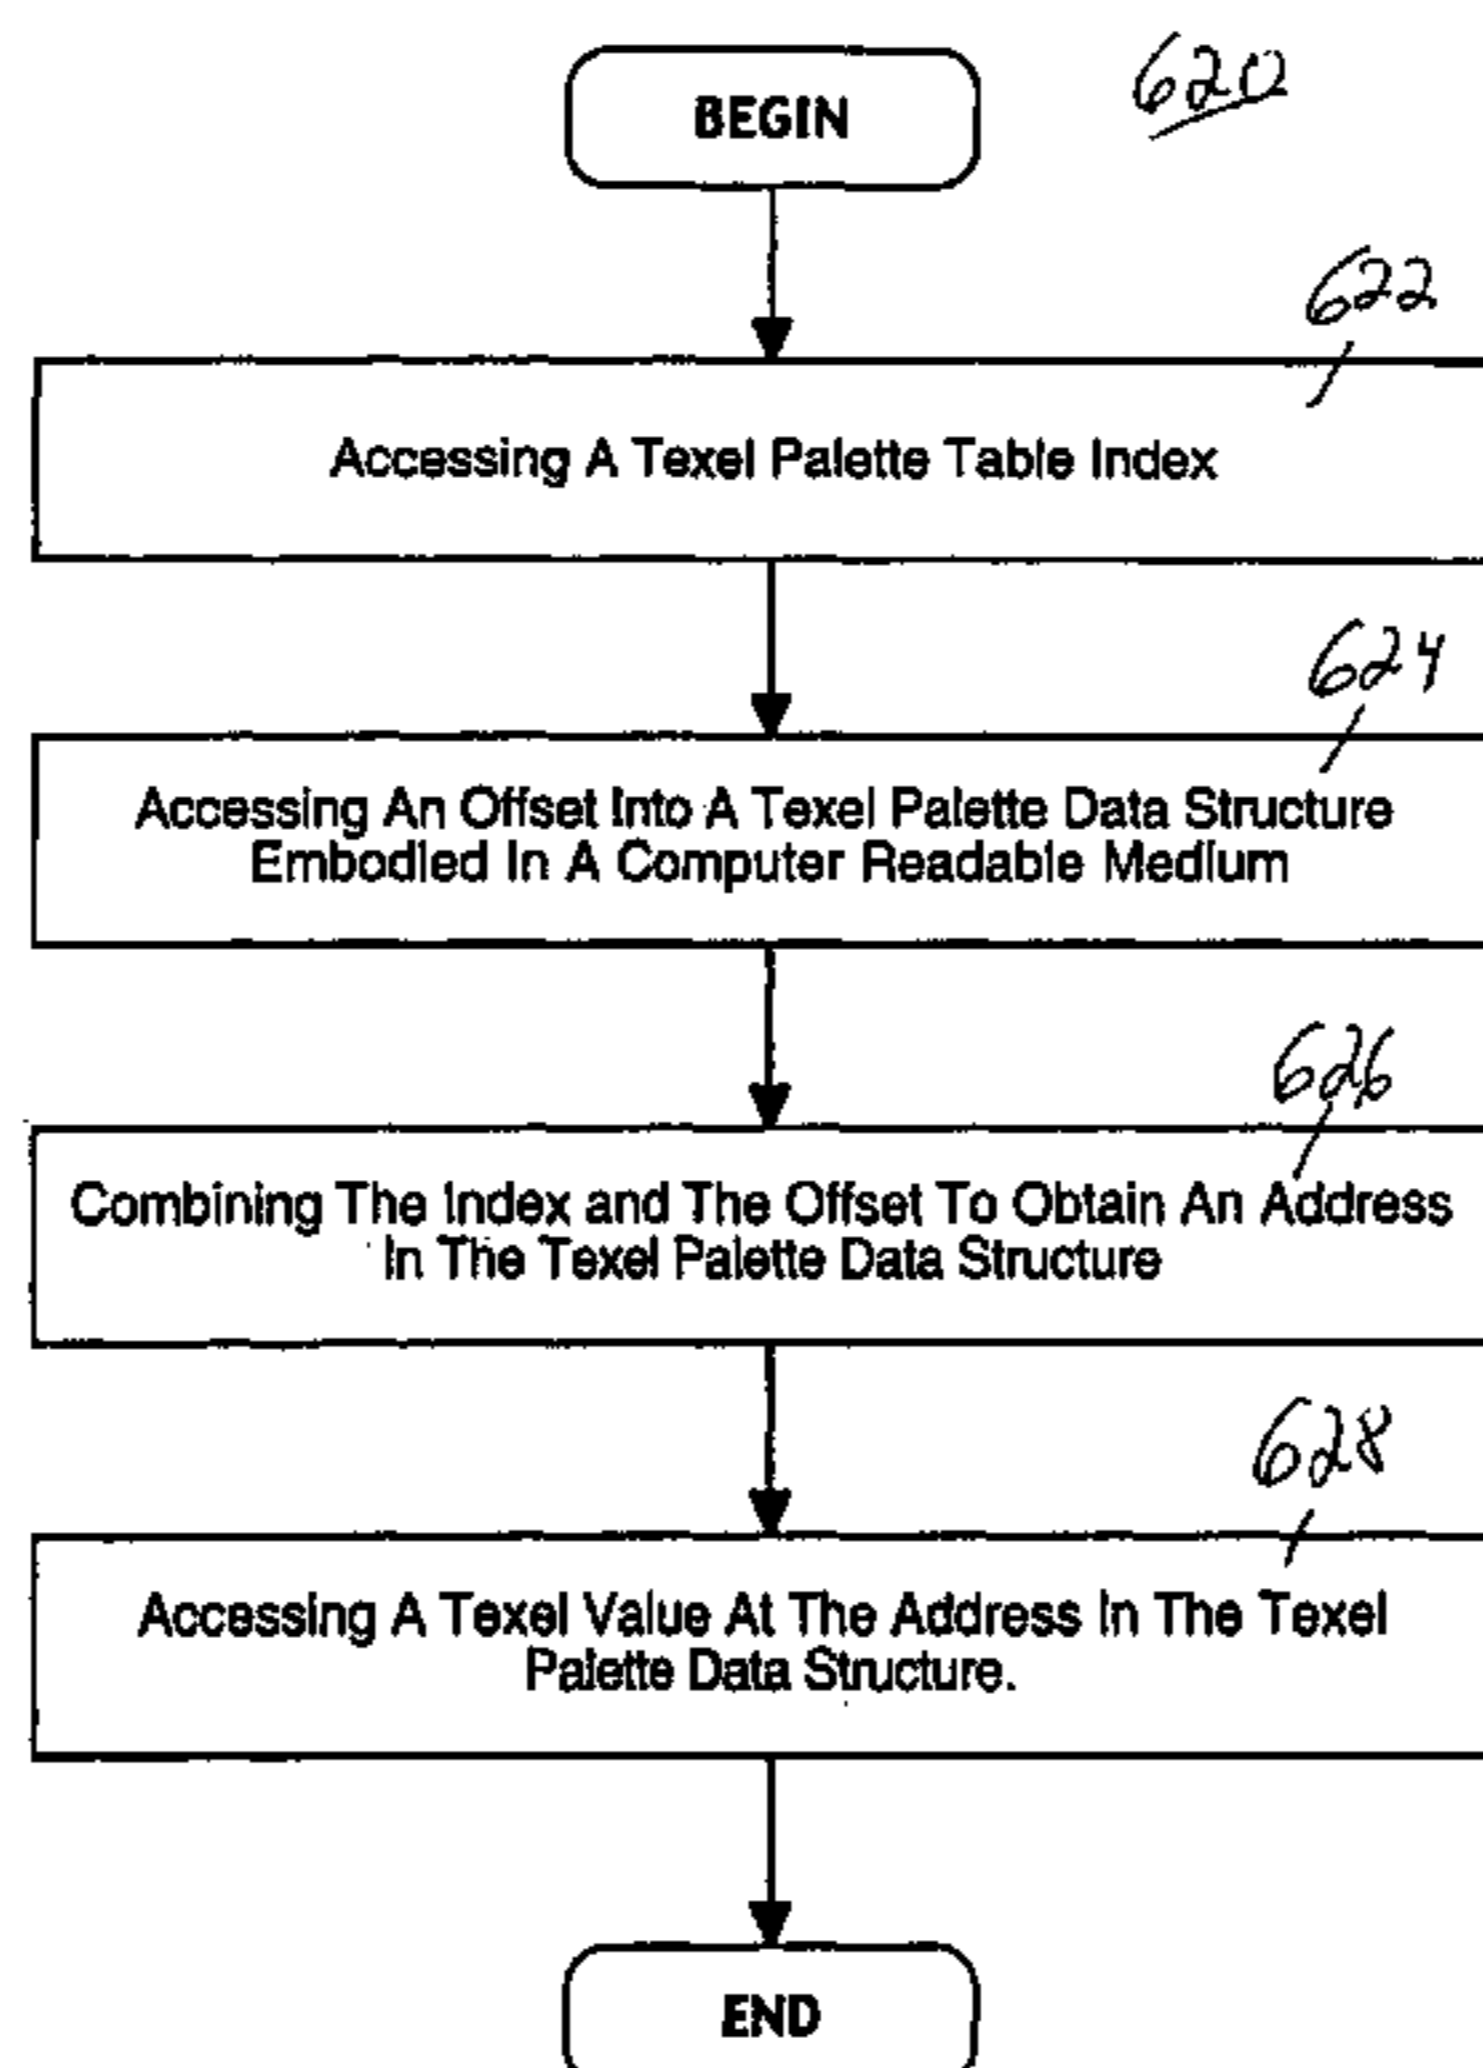 BEGIN
620
622
Accessing A Texel Palette Table Index
624
Accessing An Offset Into A Texel Palette Data Structure
Embodied In A Computer Readable Medium
626
Combining The Index and The Offset To Obtain An Address
In The Texel Palette Data Structure
628
Accessing A Texel Value At The Address In The Texel
Palette Data Structure.
END